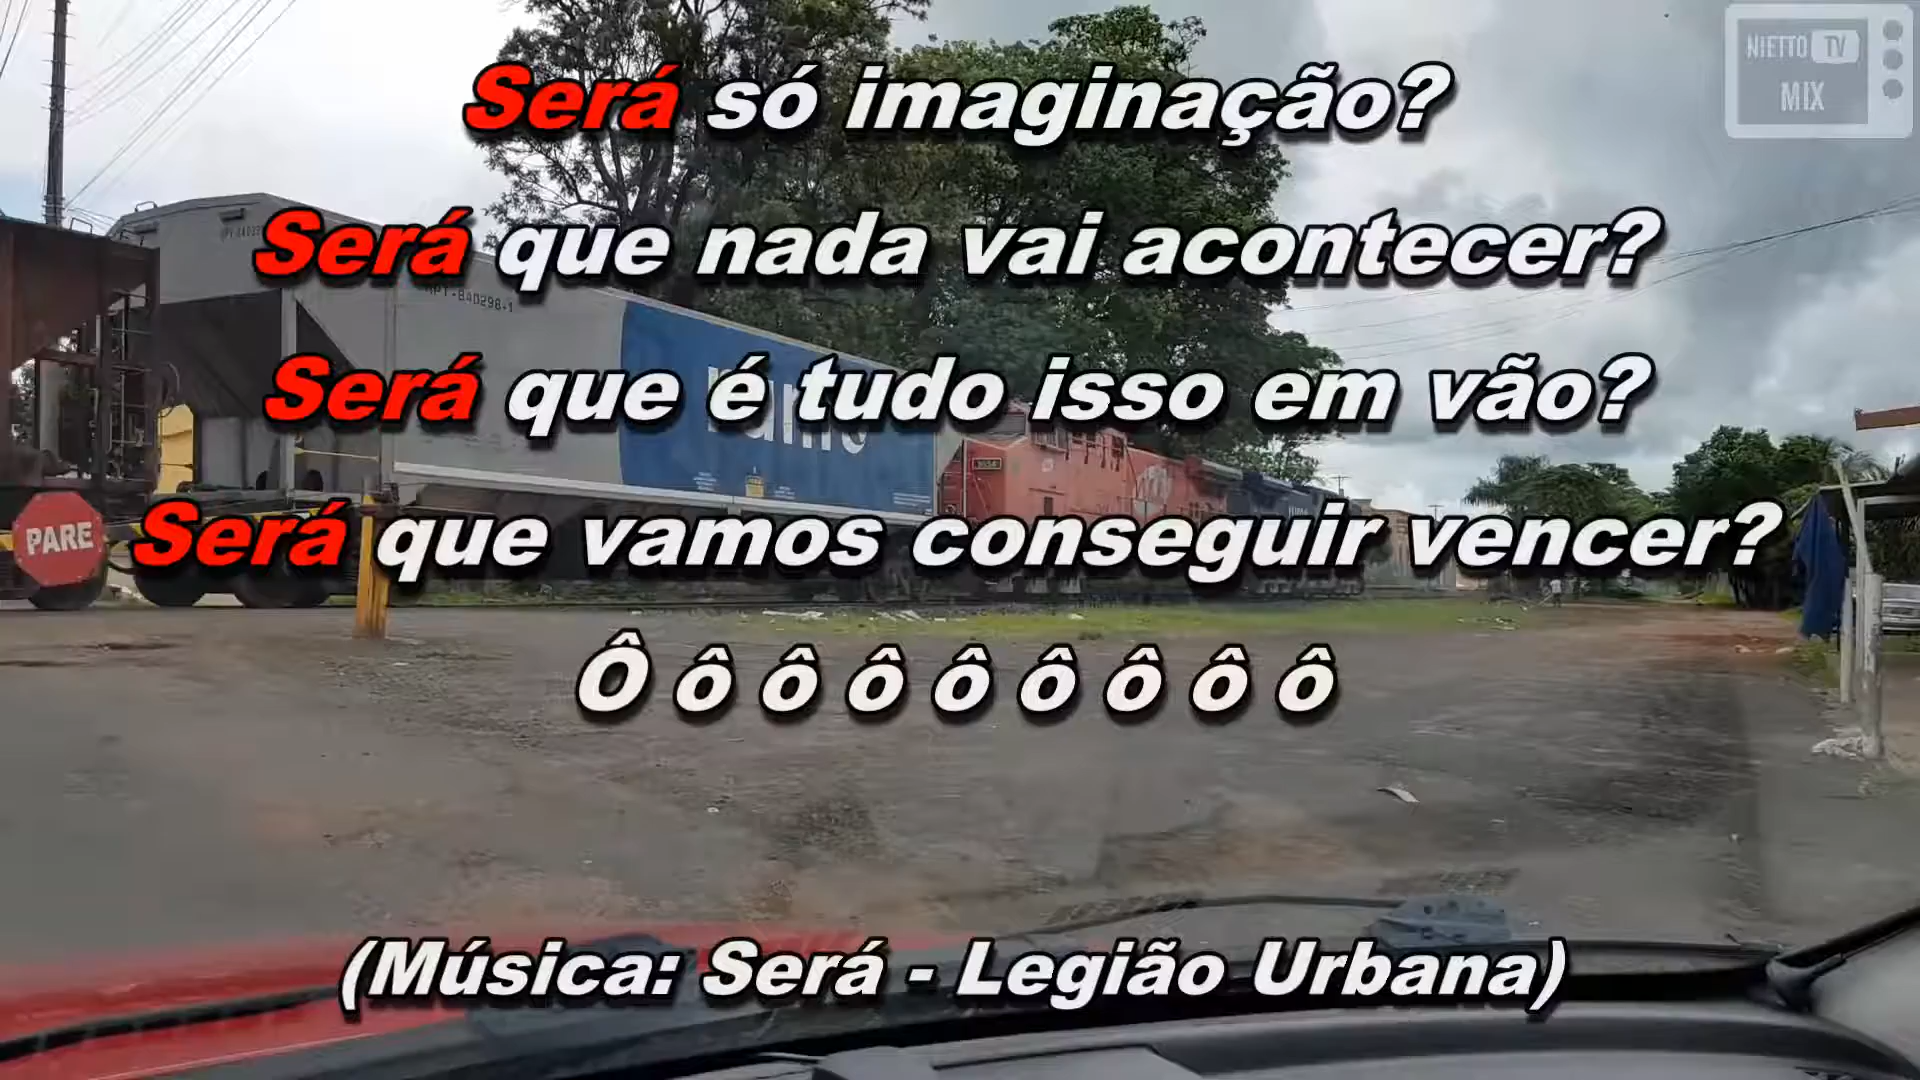 NIETTO TV
MIX
Será só imaginação?
Será que nada vai acontecer?
Será que é tudo isso em vão?
Será que vamos conseguir vencer?
Ô ô ô ô ô ô ô ô ô
(Música: Será - Legião Urbana)
PARE